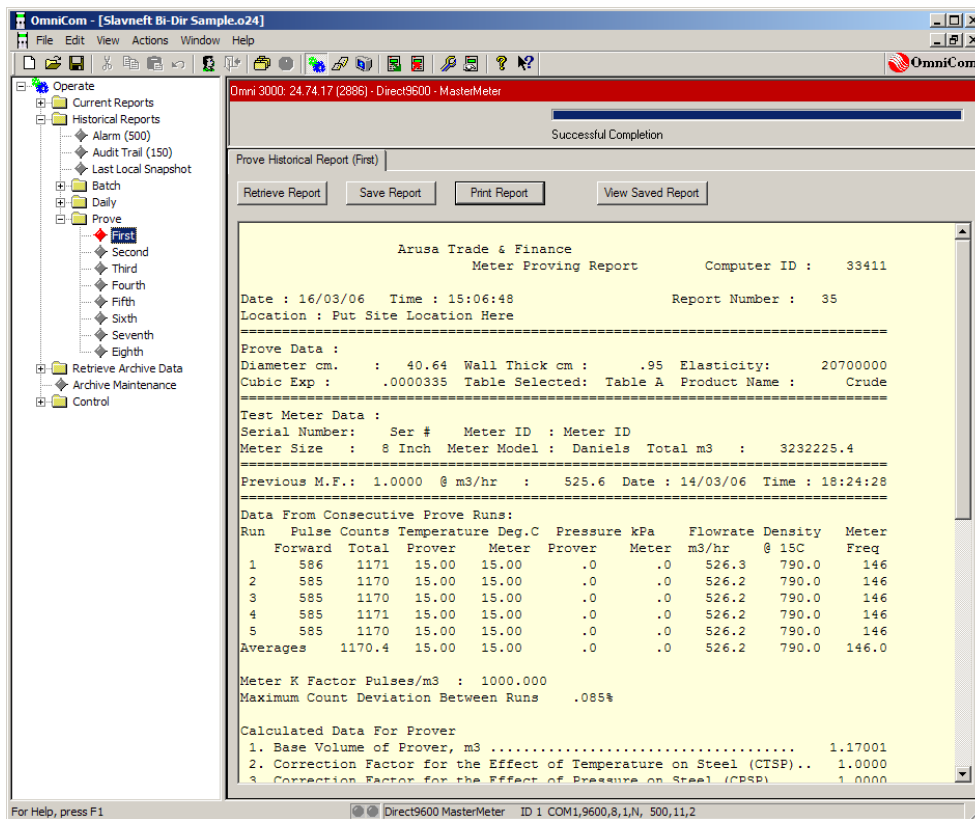 OmniCom - [Slavneft Bi-Dir Sample.o24]
File Edit View Actions Window Help
OmniCom
Operate
Current Reports
Historical Reports
Alarm (500)
Audit Trail (150)
Last Local Snapshot
Batch
Daily
Prove
First
Second
Third
Fourth
Fifth
Sixth
Seventh
Eighth
Retrieve Archive Data
Archive Maintenance
Control
Omni 3000: 24.74.17 (2886) - Direct9600 - MasterMeter
Successful Completion
Prove Historical Report (First)
Retrieve Report Save Report Print Report View Saved Report
Arusa Trade & Finance
Meter Proving Report Computer ID : 33411
Date : 16/03/06 Time : 15:06:48 Report Number : 35
Location : Put Site Location Here
Prove Data :
Diameter cm. : 40.64 Wall Thick cm : .95 Elasticity: 20700000
Cubic Exp : .0000335 Table Selected: Table A Product Name : Crude
Test Meter Data :
Serial Number: Ser # Meter ID : Meter ID
Meter Size : 8 Inch Meter Model : Daniels Total m3 : 3232225.4
Previous M.F.: 1.0000 @ m3/hr : 525.6 Date : 14/03/06 Time : 18:24:28
Data From Consecutive Prove Runs:
Run Pulse Counts Temperature Deg.C Pressure kPa Flowrate Density Meter
Forward Total Prover Meter Prover Meter m3/hr @ 15C Freq
1 586 1171 15.00 15.00 .0 .0 526.3 790.0 146
2 585 1170 15.00 15.00 .0 .0 526.2 790.0 146
3 585 1170 15.00 15.00 .0 .0 526.2 790.0 146
4 585 1171 15.00 15.00 .0 .0 526.2 790.0 146
5 585 1170 15.00 15.00 .0 .0 526.2 790.0 146
Averages 1170.4 15.00 15.00 .0 .0 526.2 790.0 146.0
Meter K Factor Pulses/m3 : 1000.000
Maximum Count Deviation Between Runs .085%
Calculated Data For Prover
1. Base Volume of Prover, m3 .................................... 1.17001
2. Correction Factor for the Effect of Temperature on Steel (CTSP).. 1.0000
3. Correction Factor for the Effect of Pressure on Steel (CPSP) 1.0000
For Help, press F1
Direct9600 MasterMeter ID 1 COM1,9600,8,1,N, 500,11,2